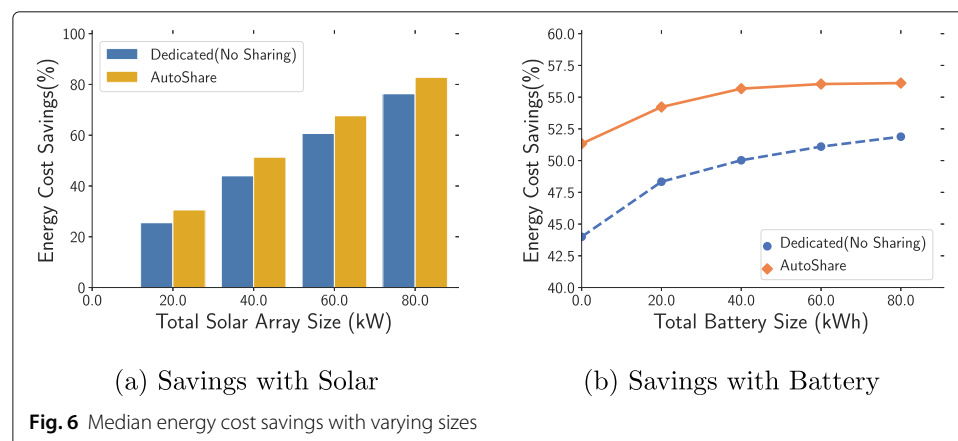 100
80
60
40
20
0
Energy Cost Savings(%)
Dedicated(No Sharing)
AutoShare
0.0 20.0 40.0 60.0 80.0
Total Solar Array Size (kW)
(a) Savings with Solar
60.0
57.5
55.0
52.5
50.0
47.5
45.0
42.5
40.0
Energy Cost Savings(%)
Dedicated(No Sharing)
AutoShare
0.0 20.0 40.0 60.0 80.0
Total Battery Size (kWh)
(b) Savings with Battery
Fig. 6 Median energy cost savings with varying sizes